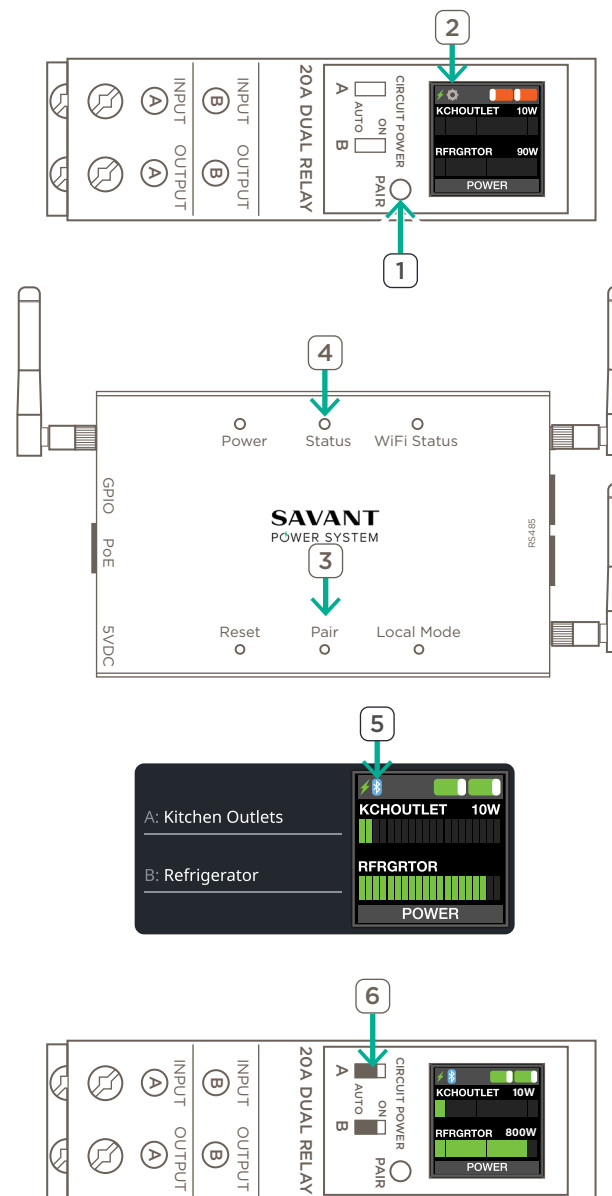 2
INPUT
INPUT
A
B
OUTPUT
OUTPUT
A
B
20A DUAL RELAY
A
B
AUTO
ON
CIRCUIT POWER
PAIR
KCHOUTLET 10W
RFRGRTOR 90W
POWER
1
4
Power Status WiFi Status
GPIO
PoE
5VDC
SAVANT
POWER SYSTEM
RS485
3
Reset Pair Local Mode
5
A: Kitchen Outlets
B: Refrigerator
KCHOUTLET 10W
RFRGRTOR
POWER
6
INPUT
INPUT
A
B
OUTPUT
OUTPUT
A
B
20A DUAL RELAY
A
B
AUTO
ON
CIRCUIT POWER
PAIR
KCHOUTLET 10W
RFRGRTOR 800W
POWER